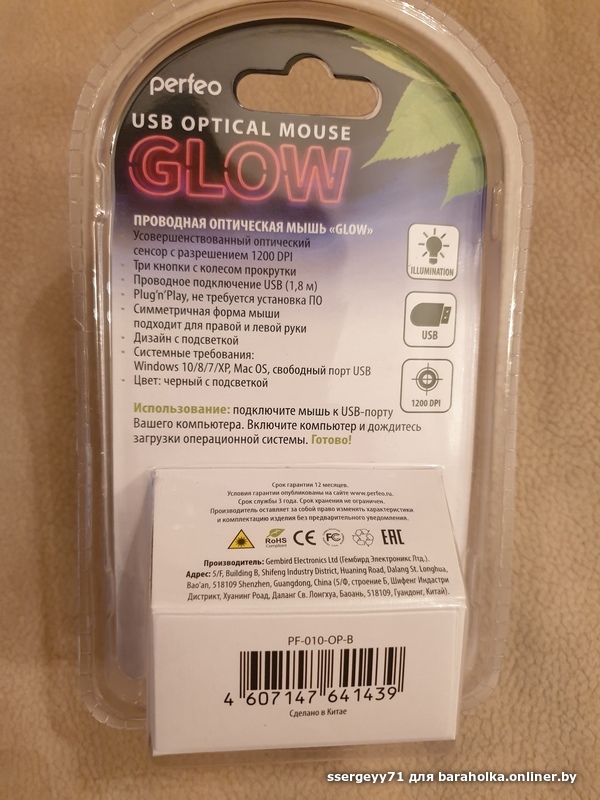 perfeo
USB OPTICAL MOUSE
GLOW
ПРОВОДНАЯ ОПТИЧЕСКАЯ МЫШЬ «GLOW»
Усовершенствованный оптический
сенсор с разрешением 1200 DPI
· Три кнопки с колесом прокрутки
· Проводное подключение USB (1,8 м)
· Plug'n'Play, не требуется установка ПО
· Симметричная форма мыши
подходит для правой и левой руки
· Дизайн с подсветкой
· Системные требования:
Windows 10/8/7/XP, Mac OS, свободный порт USB
· Цвет: черный с подсветкой
ILLUMINATION
USB
1200 DPI
Использование: подключите мышь к USB-порту
Вашего компьютера. Включите компьютер и дождитесь
загрузки операционной системы. Готово!
Срок гарантии 12 месяцев.
Условия гарантии опубликованы на сайте www.perfeo.ru.
Срок службы 3 года. Срок хранения не ограничен.
Производитель оставляет за собой право изменять характеристики
и комплектацию изделия без предварительного уведомления.
RoHS CE FC EAC
Compliant
Производитель: Gembird Electronics Ltd (Гембирд Электроникс Лтд.).
Адрес: 5/F, Building B, Shifeng Industry District, Huaning Road, Dalang St. Longhua,
Bao'an, 518109 Shenzhen, Guangdong, China (5/Ф, строение Б, Шифенг Индастри
Дистрикт, Хуанинг Роад, Даланг Св. Лонгхуа, Баоань, 518109, Гуандонг, Китай).
PF-010-OP-B
4 607147 641439
Сделано в Китае
ssergeyy71 для baraholka.onliner.by